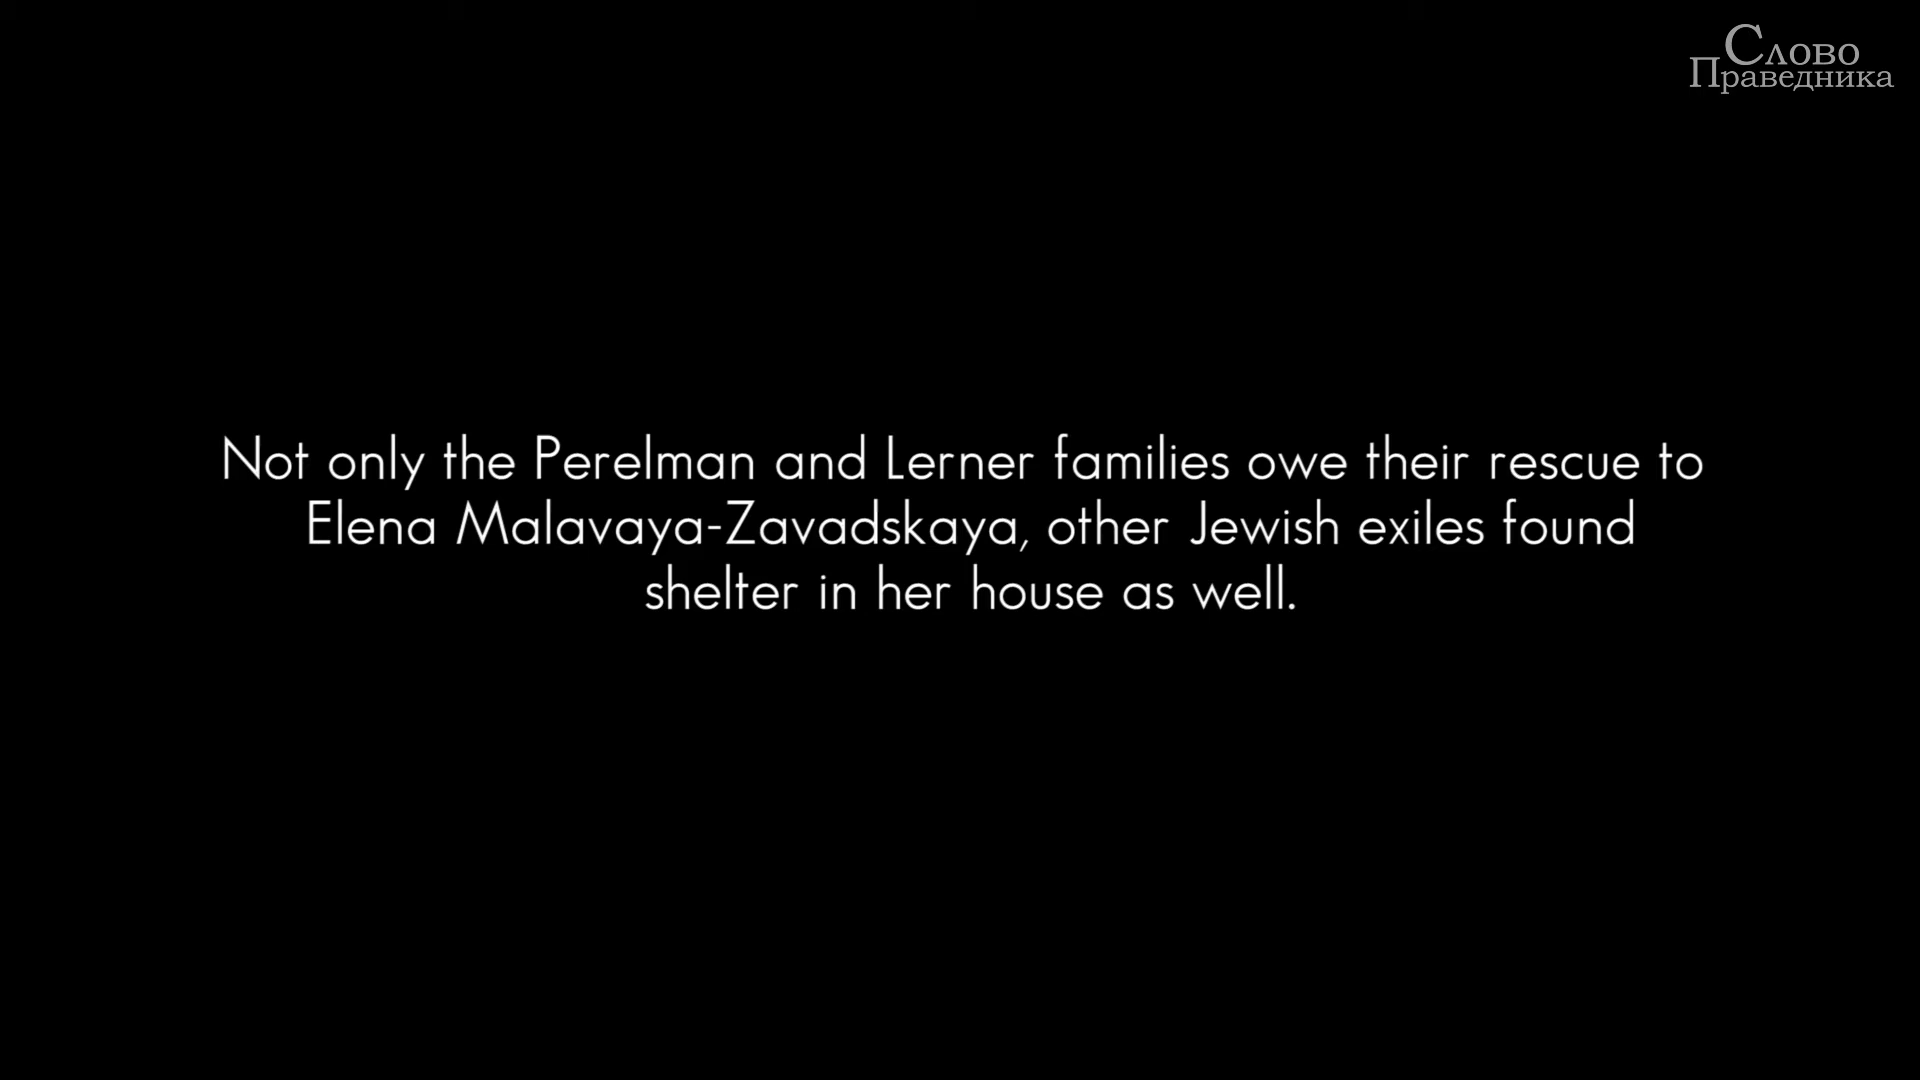 Слово
Праведника
Not only the Perelman and Lerner families owe their rescue to
Elena Malavaya-Zavadskaya, other Jewish exiles found
shelter in her house as well.